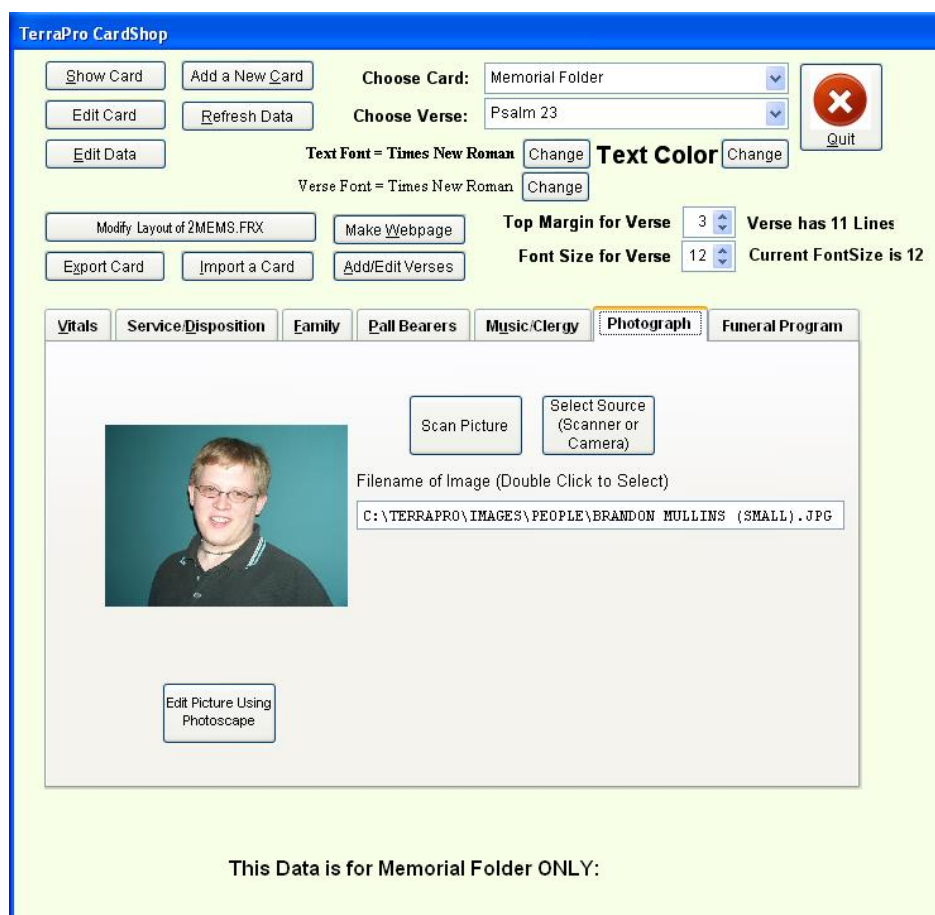 TerraPro CardShop
Show Card Add a New Card Choose Card: Memorial Folder
Edit Card Refresh Data Choose Verse: Psalm 23
Quit
Edit Data Text Font = Times New Roman Change Text Color Change
Verse Font = Times New Roman Change
Modify Layout of 2MEMS.FRX Make Webpage Top Margin for Verse 3 Verse has 11 Lines
Export Card Import a Card Add/Edit Verses Font Size for Verse 12 Current FontSize is 12
Vitals Service/Disposition Family Pall Bearers Music/Clergy Photograph Funeral Program
Scan Picture
Select Source
(Scanner or
Camera)
Filename of Image (Double Click to Select)
C:\TERRAPRO\IMAGES\PEOPLE\BRANDON MULLINS (SMALL).JPG
Edit Picture Using
Photoscape
This Data is for Memorial Folder ONLY: